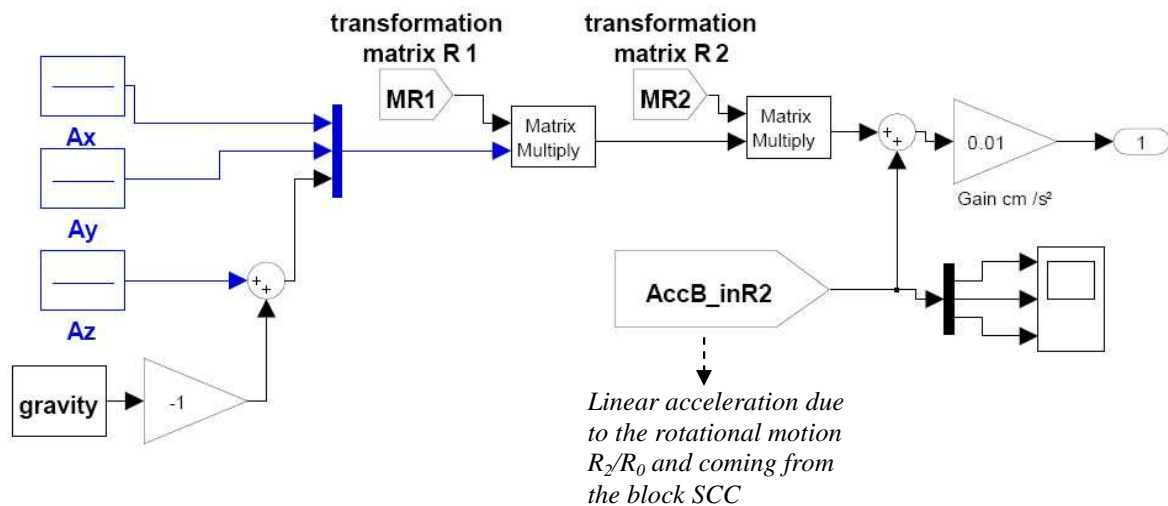 transformation
matrix R 1
transformation
matrix R 2
MR1
MR2
Ax
Matrix
Multiply
Matrix
Multiply
+
+
0.01
1
Gain cm /s²
Ay
+
+
AccB_inR2
Az
gravity
-1
Linear acceleration due
to the rotational motion
R2/R0 and coming from
the block SCC